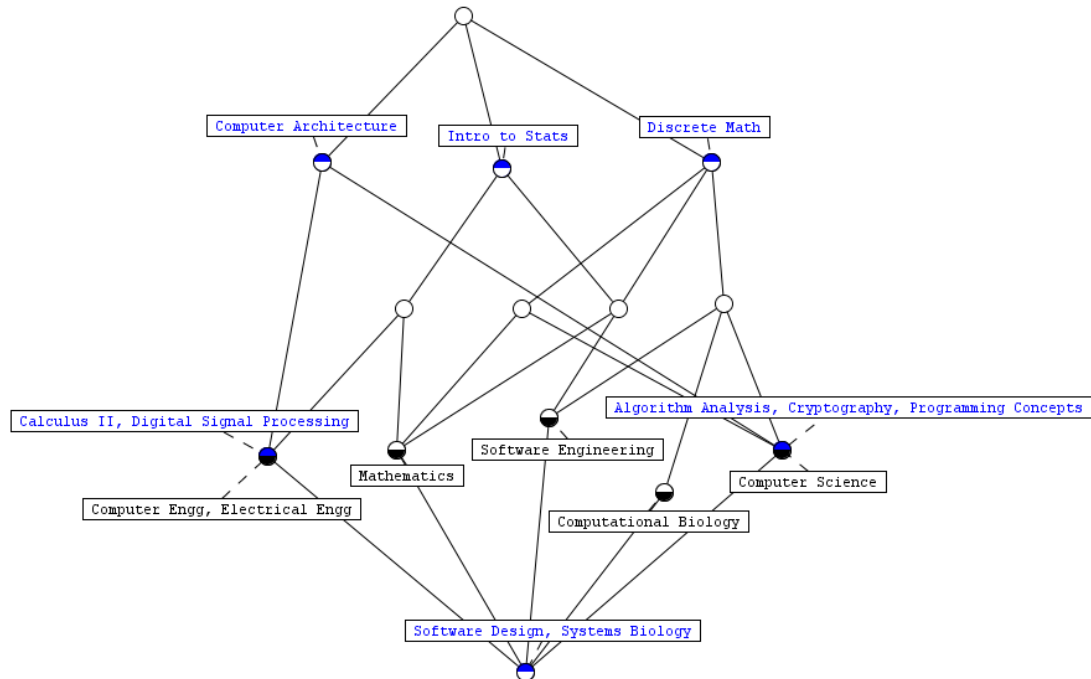 Computer Architecture
Intro to Stats
Discrete Math
Calculus II, Digital Signal Processing
Algorithm Analysis, Cryptography, Programming Concepts
Software Engineering
Mathematics
Computer Science
Computer Engg, Electrical Engg
Computational Biology
Software Design, Systems Biology